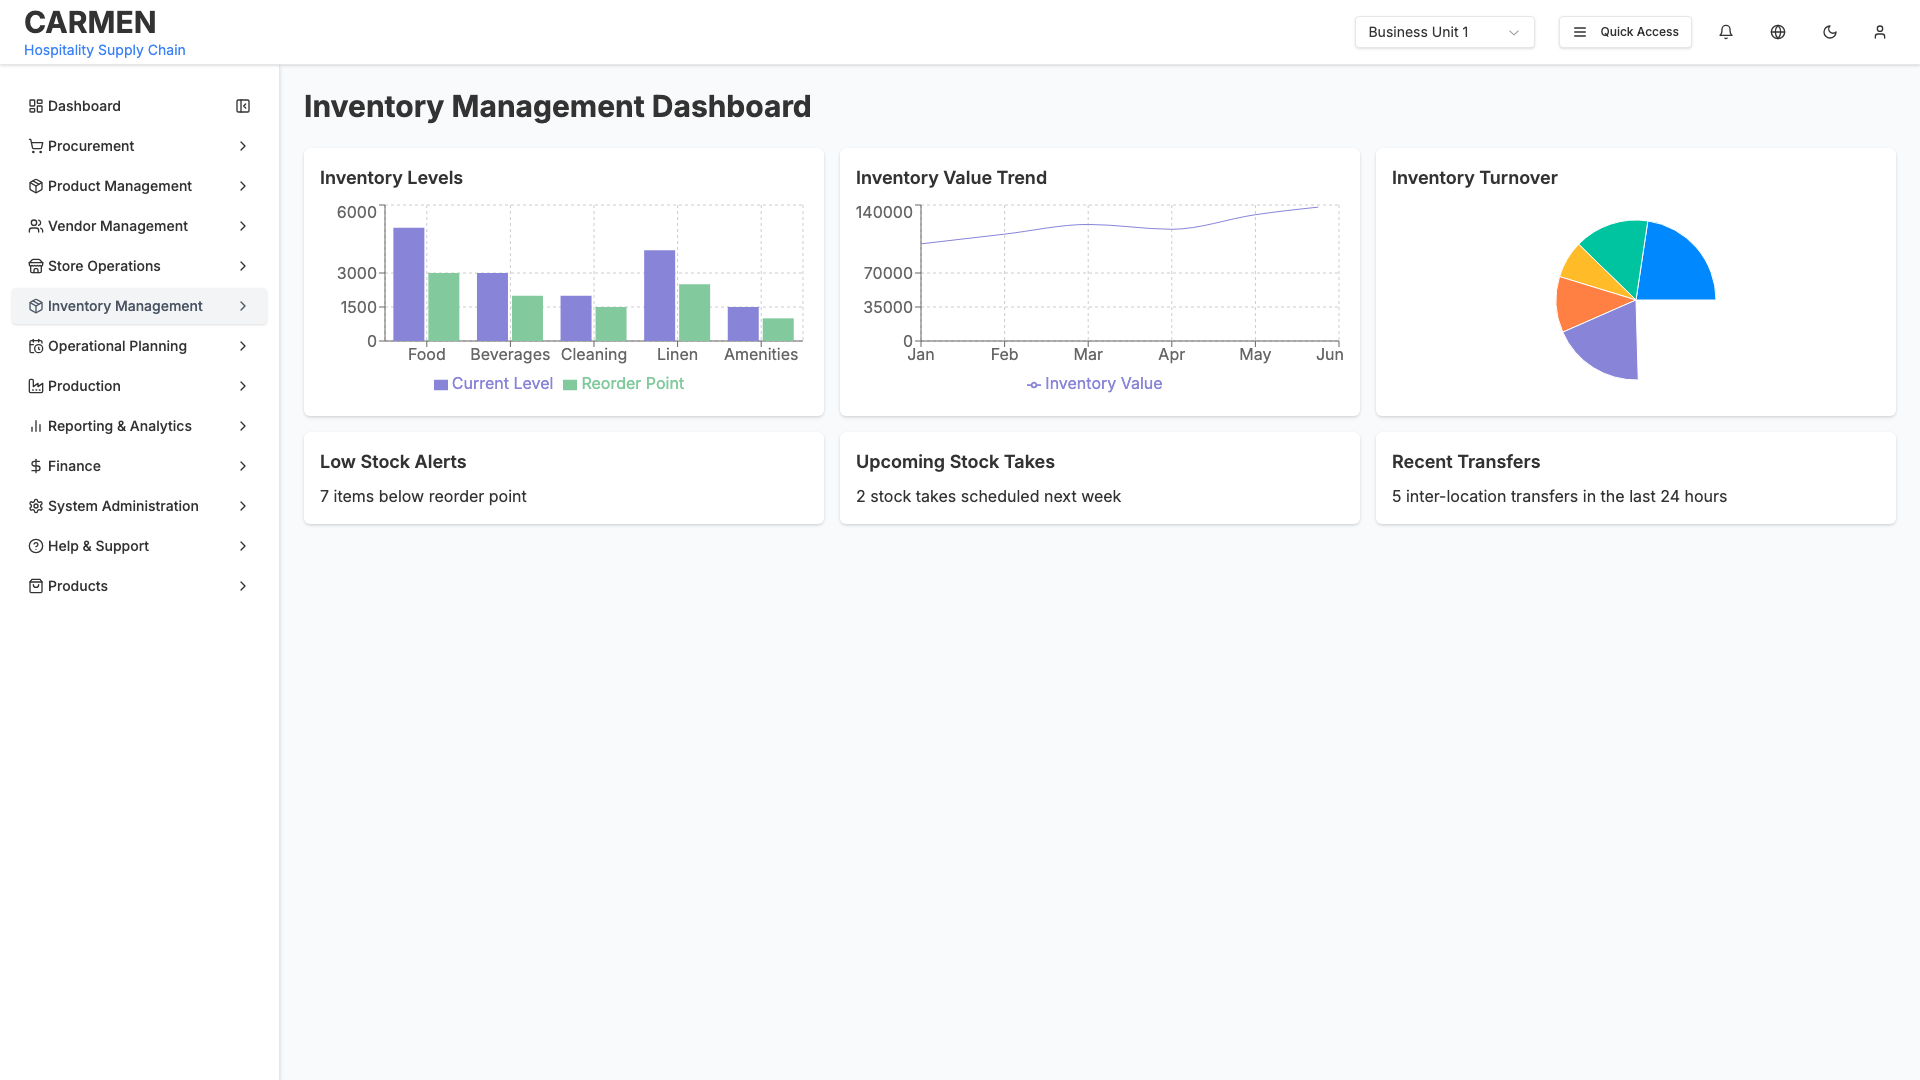 CARMEN
Hospitality Supply Chain
Business Unit 1
Quick Access
Dashboard
Procurement
Product Management
Vendor Management
Store Operations
Inventory Management
Operational Planning
Production
Reporting & Analytics
Finance
System Administration
Help & Support
Products
Inventory Management Dashboard
Inventory Levels
6000
3000
1500
0
Food Beverages Cleaning Linen Amenities
Current Level Reorder Point
Inventory Value Trend
140000
70000
35000
0
Jan Feb Mar Apr May Jun
Inventory Value
Inventory Turnover
Low Stock Alerts
7 items below reorder point
Upcoming Stock Takes
2 stock takes scheduled next week
Recent Transfers
5 inter-location transfers in the last 24 hours